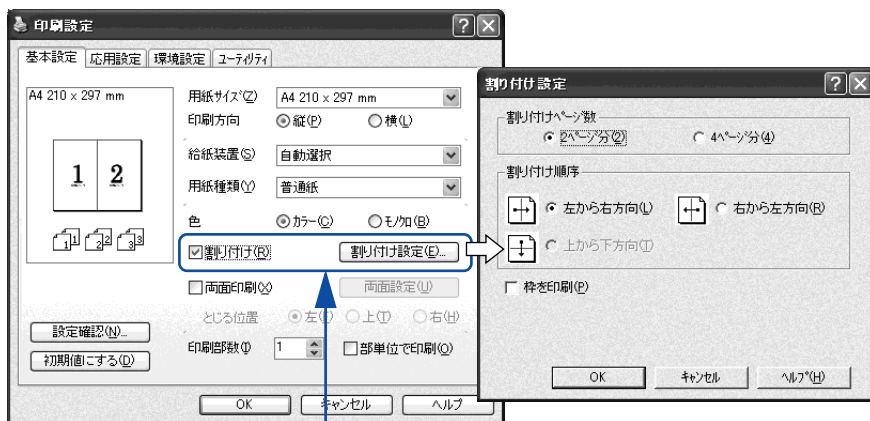 印刷設定
基本設定 応用設定 環境設定 ユーティリティ
A4 210 x 297 mm
1 2
1 1 2 2 3 3
用紙サイズ(Z) A4 210 x 297 mm
印刷方向 縦(P) 横(L)
給紙装置(S) 自動選択
用紙種類(Y) 普通紙
色 カラー(C) モノクロ(B)
割り付け(R) 割り付け設定(E)...
両面印刷(X) 両面設定(U)
とじる位置 左(F) 上(T) 右(H)
印刷部数(I) 1 部単位で印刷(O)
設定確認(N)...
初期値にする(D)
OK キャンセル ヘルプ
割り付け設定
割り付けページ数
2ページ分(2) 4ページ分(4)
割り付け順序
左から右方向(L) 右から左方向(R)
上から下方向(T)
枠を印刷(P)
OK キャンセル ヘルプ(H)